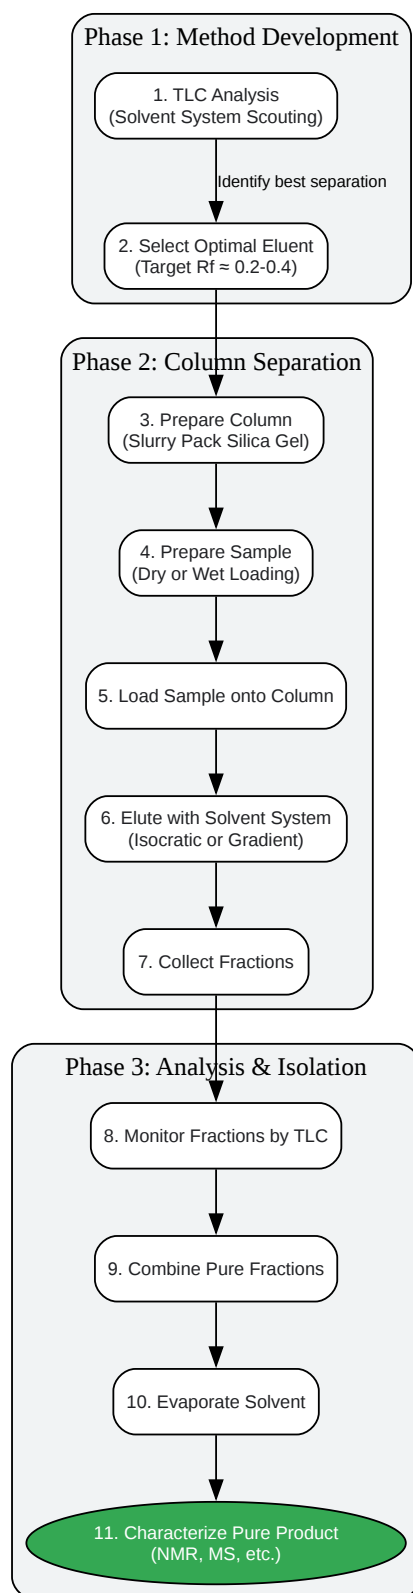 Phase 1: Method Development
1. TLC Analysis
(Solvent System Scouting)
Identify best separation
2. Select Optimal Eluent
(Target Rf ≈ 0.2-0.4)
Phase 2: Column Separation
3. Prepare Column
(Slurry Pack Silica Gel)
4. Prepare Sample
(Dry or Wet Loading)
5. Load Sample onto Column
6. Elute with Solvent System
(Isocratic or Gradient)
7. Collect Fractions
Phase 3: Analysis & Isolation
8. Monitor Fractions by TLC
9. Combine Pure Fractions
10. Evaporate Solvent
11. Characterize Pure Product
(NMR, MS, etc.)